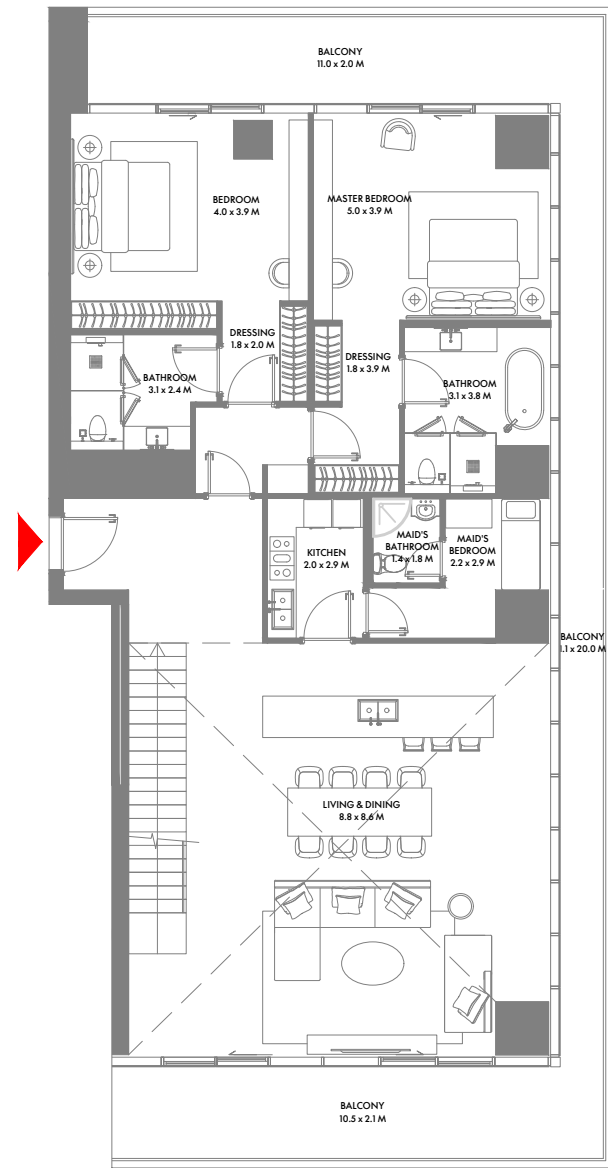 BALCONY
11.0 x 2.0 M
BEDROOM
4.0 x 3.9 M
MASTER BEDROOM
5.0 x 3.9 M
DRESSING
1.8 x 2.0 M
DRESSING
1.8 x 3.9 M
BATHROOM
3.1 x 2.4 M
BATHROOM
3.1 x 3.8 M
KITCHEN
2.0 x 2.9 M
MAID'S
BATHROOM
1.4 x 1.8 M
MAID'S
BEDROOM
2.2 x 2.9 M
BALCONY
1.1 x 20.0 M
LIVING & DINING
8.8 x 8.6 M
BALCONY
10.5 x 2.1 M